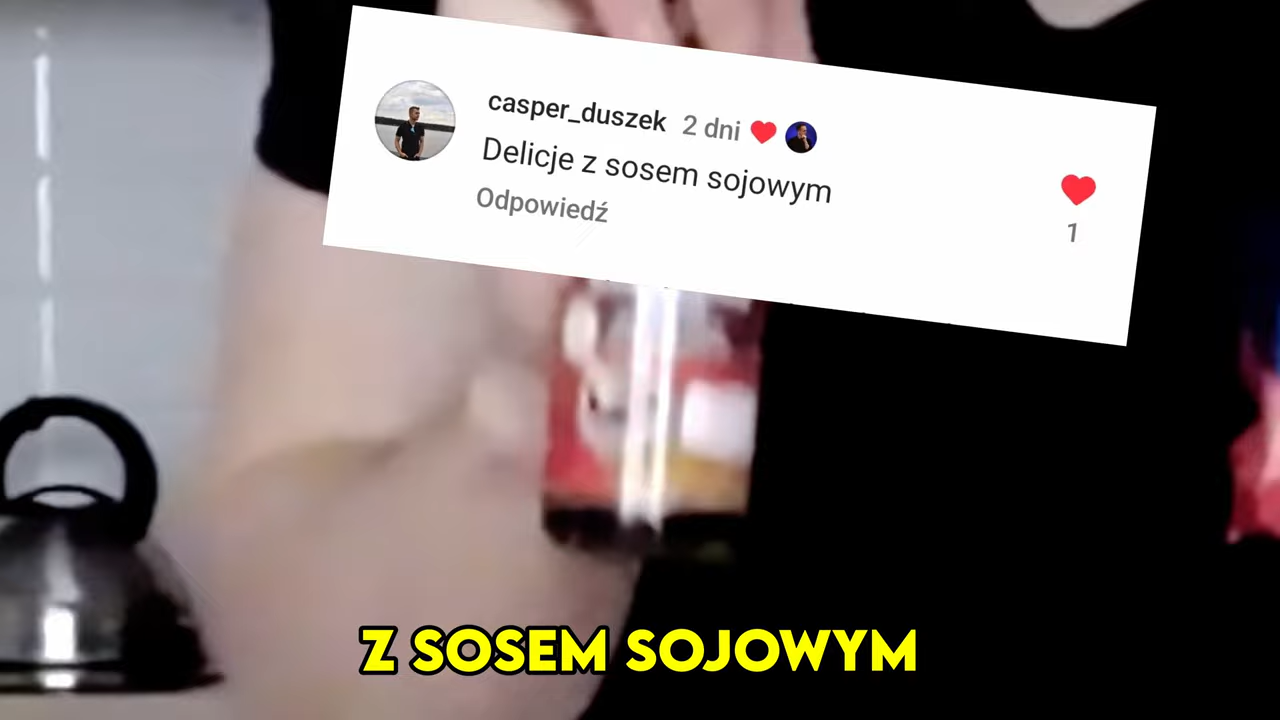 casper_duszek 2 dni
Delicje z sosem sojowym
Odpowiedź
1
Z SOSEM SOJOWYM